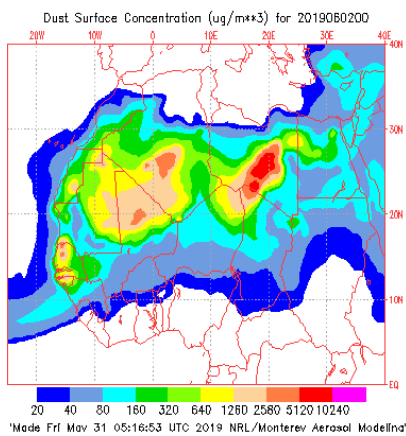 Dust Surface Concentration (ug/m**3) for 2019060200
20W 10W 0 10E 20E 30E 40E
40N
30N
20N
10N
EQ
20 40 80 160 320 640 1260 2580 5120 10240
'Made Fri May 31 05:16:53 UTC 2019 NRL/Monterey Aerosol Modeling'